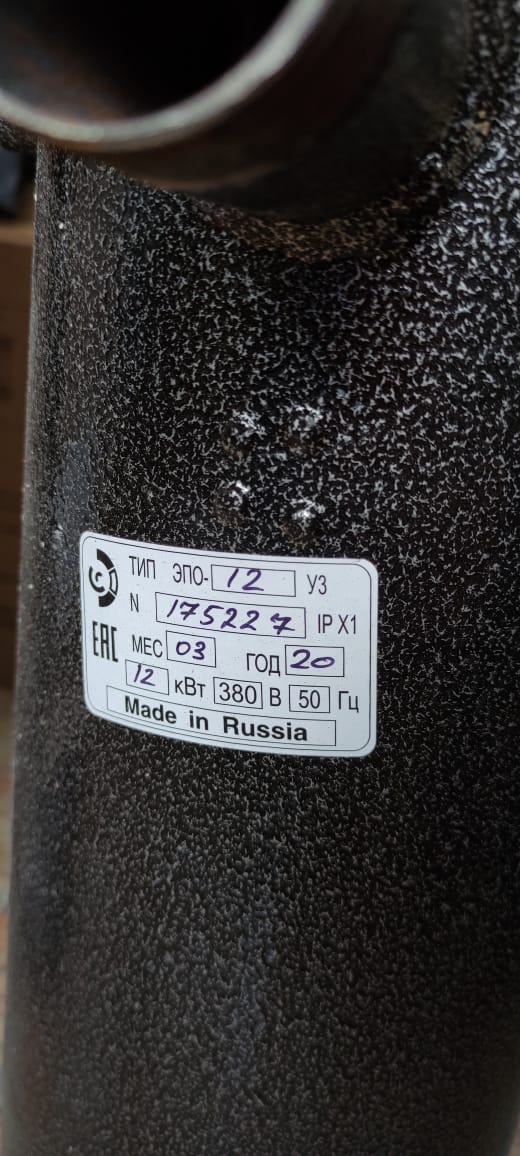 ТИП ЭПО-12 У3
N 175227 IP X1
EAC МЕС 03 ГОД 20
12 кВт 380 В 50 Гц
Made in Russia